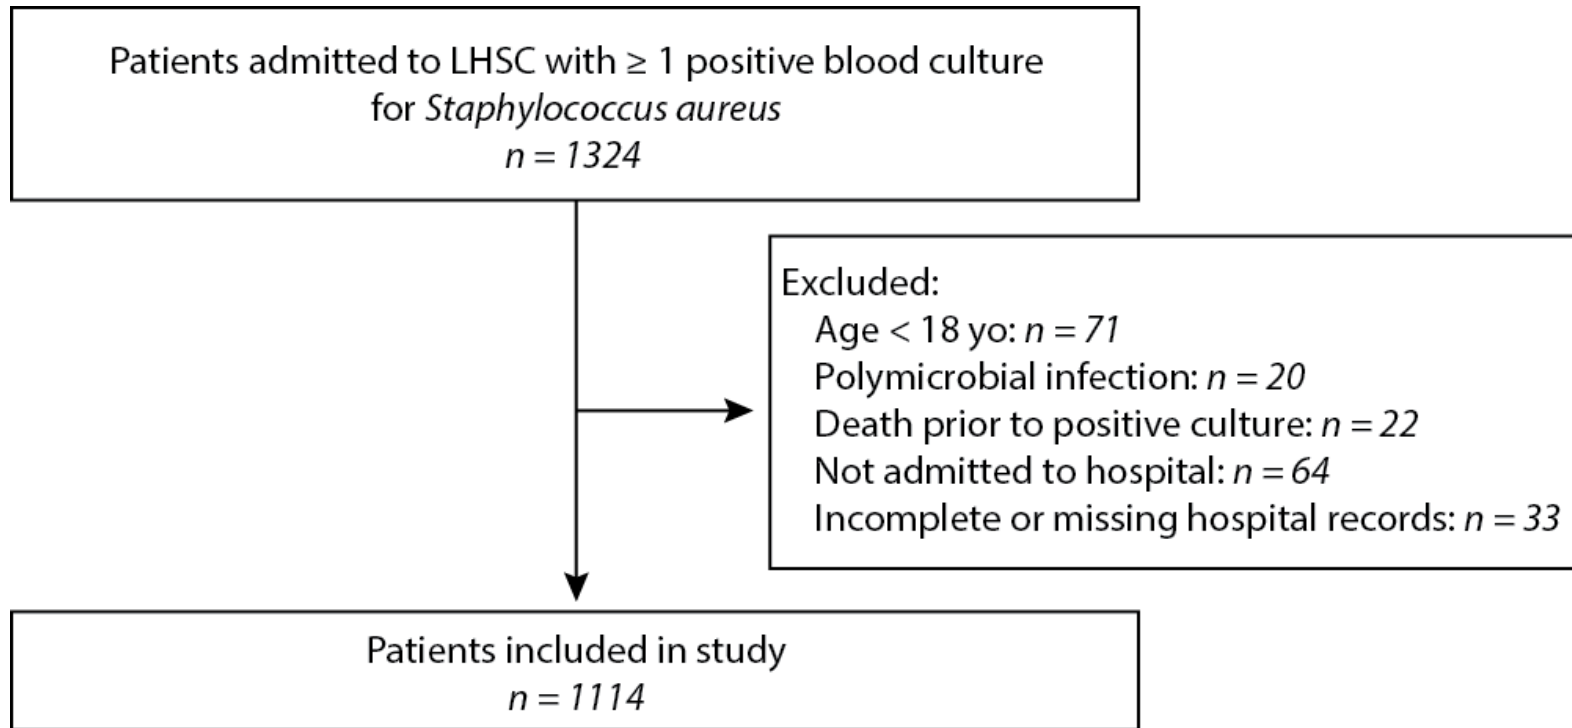 Patients admitted to LHSC with ≥ 1 positive blood culture
for Staphylococcus aureus
n = 1324
Excluded:
Age < 18 yo: n = 71
Polymicrobial infection: n = 20
Death prior to positive culture: n = 22
Not admitted to hospital: n = 64
Incomplete or missing hospital records: n = 33
Patients included in study
n = 1114